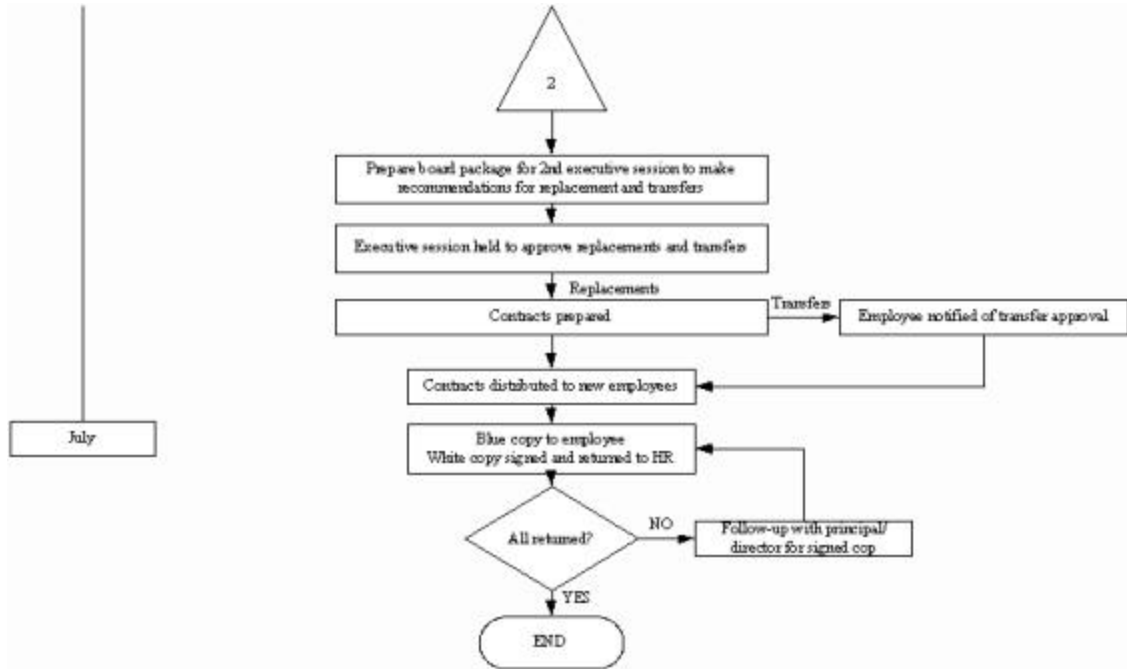 2
Prepare board package for 2nd executive session to make
recommendations for replacement and transfers
Executive session held to approve replacements and transfers
Replacements
Transfers
Contracts prepared
Employee notified of transfer approval
Contracts distributed to new employees
July
Blue copy to employee
White copy signed and returned to HR
All returned?
NO
Follow-up with principal/
director for signed cop
YES
END